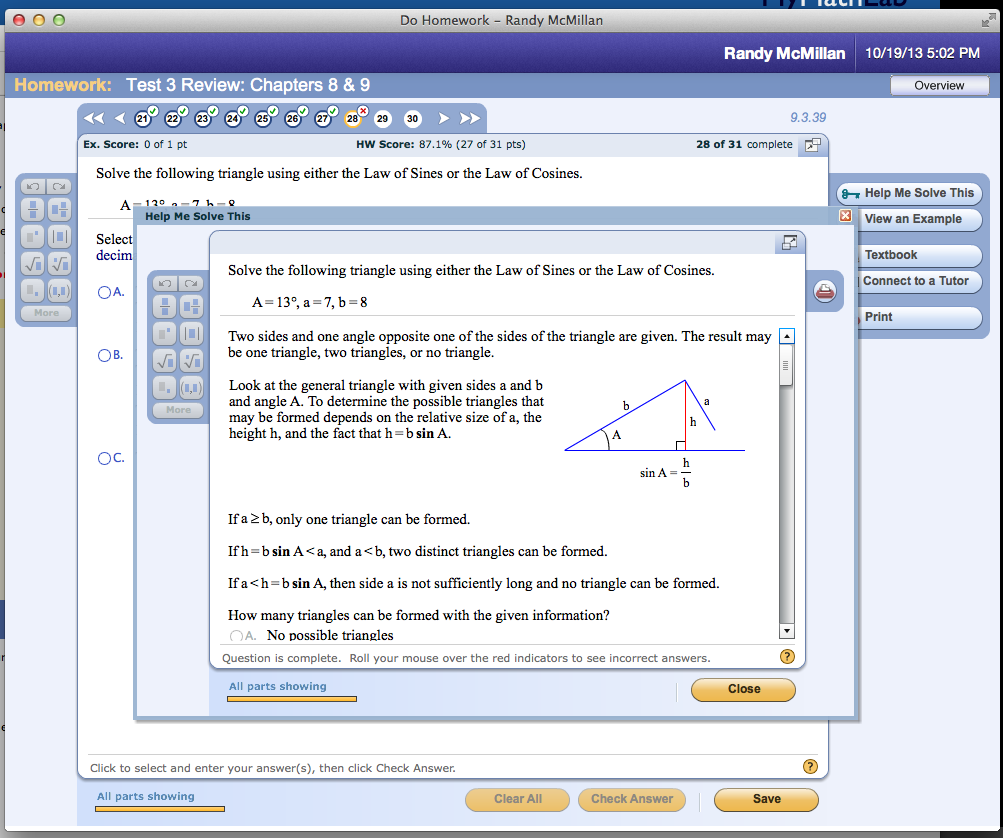 Do Homework - Randy McMillan
Randy McMillan 10/19/13 5:02 PM
Homework: Test 3 Review: Chapters 8 & 9
Overview
21 22 23 24 25 26 27 28 29 30
9.3.39
Ex. Score: 0 of 1 pt HW Score: 87.1% (27 of 31 pts) 28 of 31 complete
Solve the following triangle using either the Law of Sines or the Law of Cosines.
A=13°, a=7, b=8
Select
decim
A.
B.
C.
More
Help Me Solve This
View an Example
Textbook
Connect to a Tutor
Print
Help Me Solve This
Solve the following triangle using either the Law of Sines or the Law of Cosines.
A=13°, a=7, b=8
Two sides and one angle opposite one of the sides of the triangle are given. The result may
be one triangle, two triangles, or no triangle.
Look at the general triangle with given sides a and b
and angle A. To determine the possible triangles that
may be formed depends on the relative size of a, the
height h, and the fact that h=b sin A.
b
a
h
A
sin A = h
b
If a≥b, only one triangle can be formed.
If h=b sin A<a, and a<b, two distinct triangles can be formed.
If a<h=b sin A, then side a is not sufficiently long and no triangle can be formed.
How many triangles can be formed with the given information?
A. No possible triangles
More
Question is complete. Roll your mouse over the red indicators to see incorrect answers.
?
All parts showing
Close
Click to select and enter your answer(s), then click Check Answer.
?
All parts showing
Clear All
Check Answer
Save